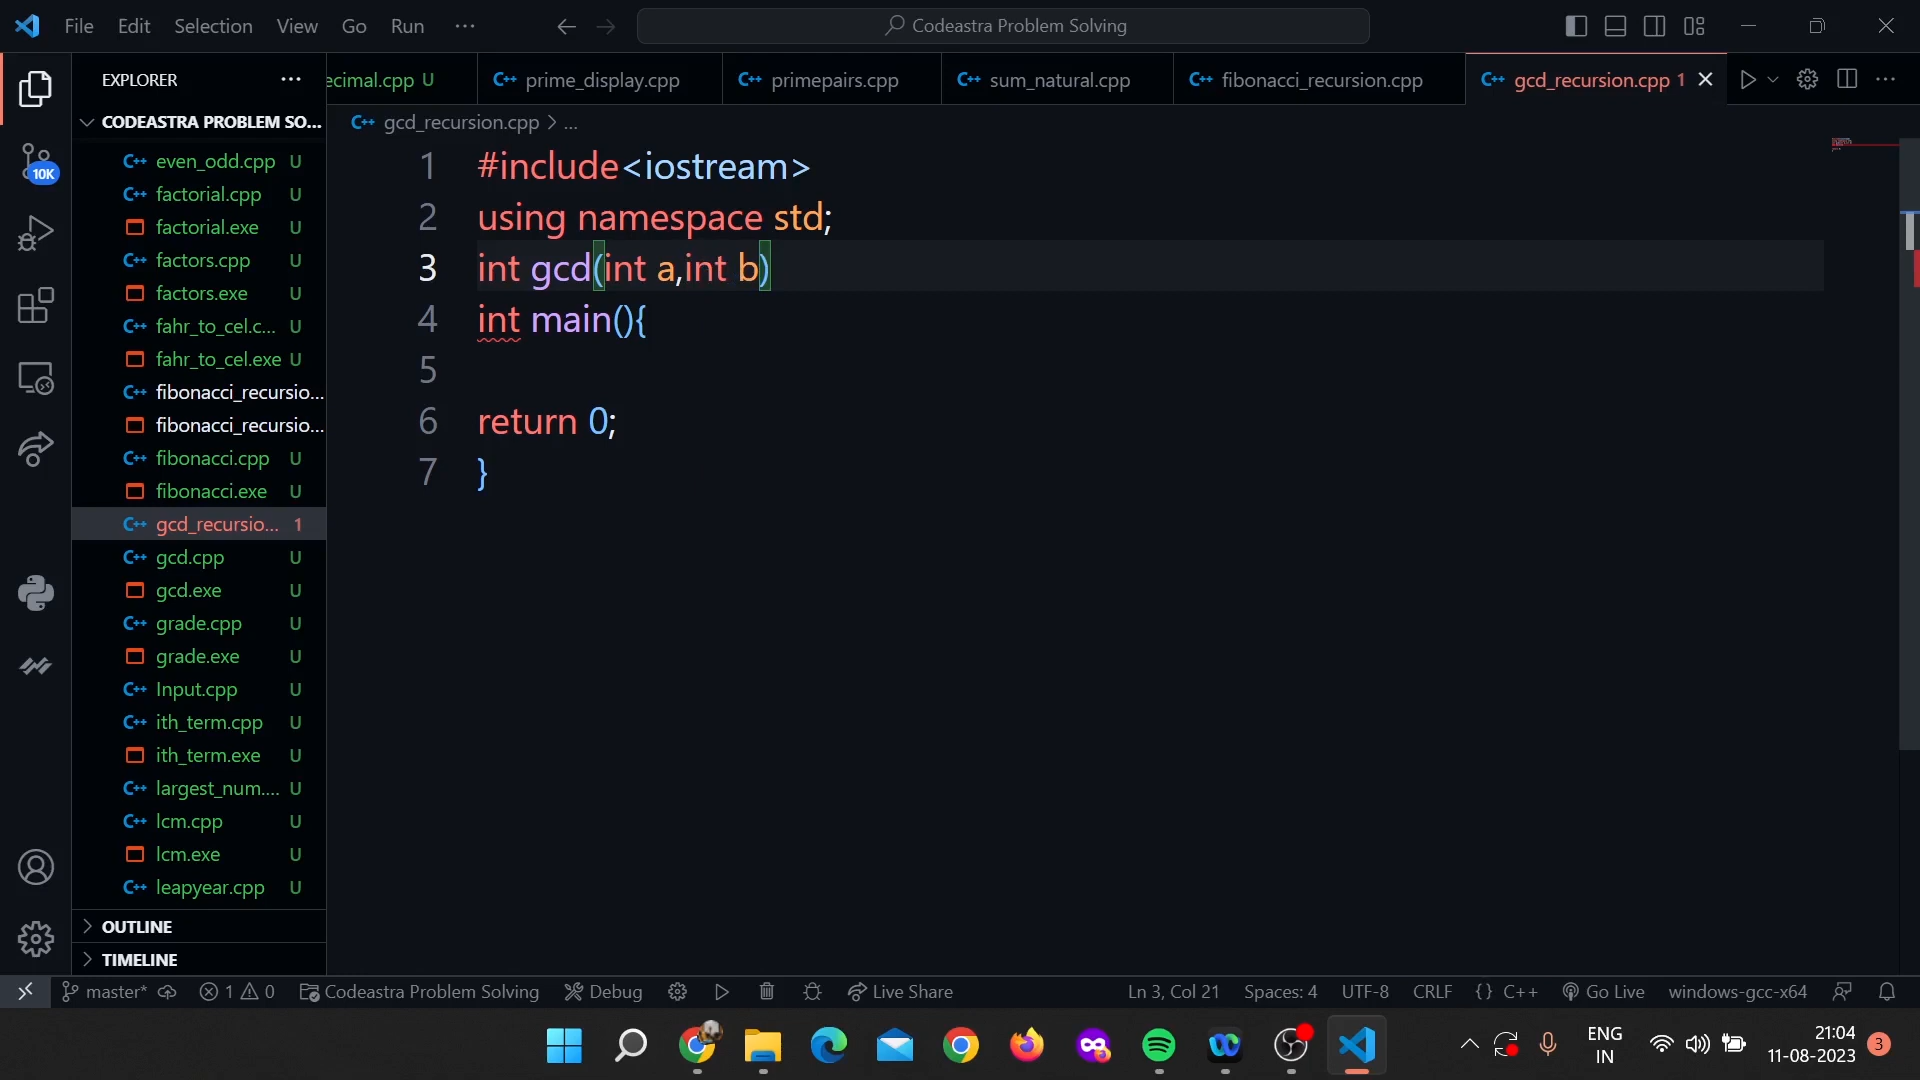 File Edit Selection View Go Run ...
Codeastra Problem Solving
EXPLORER ...
ecimal.cpp U
C++ prime_display.cpp
C++ primepairs.cpp
C++ sum_natural.cpp
C++ fibonacci_recursion.cpp
C++ gcd_recursion.cpp 1
CODEASTRA PROBLEM SO...
C++ gcd_recursion.cpp > ...
10K
C++ even_odd.cpp U
C++ factorial.cpp U
factorial.exe U
C++ factors.cpp U
factors.exe U
C++ fahr_to_cel.c... U
fahr_to_cel.exe U
C++ fibonacci_recursio...
fibonacci_recursio...
C++ fibonacci.cpp U
fibonacci.exe U
C++ gcd_recursio... 1
C++ gcd.cpp U
gcd.exe U
C++ grade.cpp U
grade.exe U
C++ Input.cpp U
C++ ith_term.cpp U
ith_term.exe U
C++ largest_num.... U
C++ lcm.cpp U
lcm.exe U
C++ leapyear.cpp U
OUTLINE
TIMELINE
1 #include<iostream>
2 using namespace std;
3 int gcd(int a,int b)
4 int main(){
5
6 return 0;
7 }
master* 1 0 Codeastra Problem Solving Debug Live Share
Ln 3, Col 21 Spaces: 4 UTF-8 CRLF {} C++ Go Live windows-gcc-x64
ENG
IN
21:04
11-08-2023
3